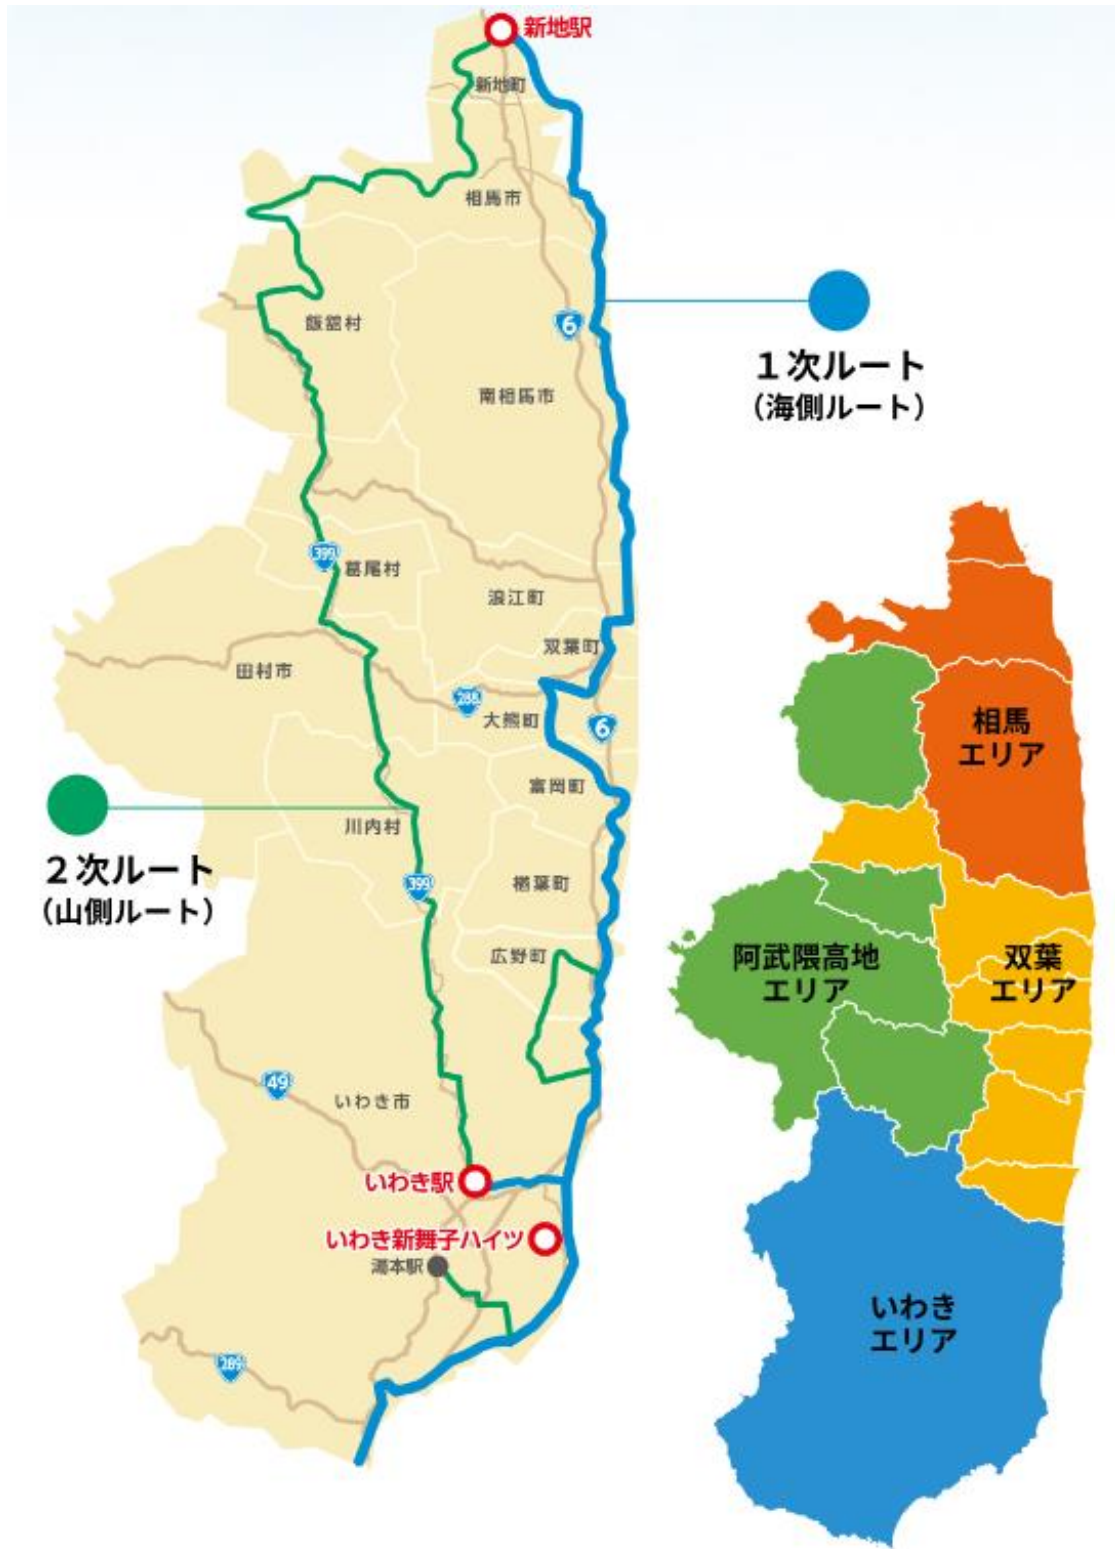 新地駅
新地町
相馬市
飯舘村
6
１次ルート
（海側ルート）
南相馬市
399
葛尾村
浪江町
双葉町
田村市
288
大熊町
6
富岡町
川内村
２次ルート
（山側ルート）
399
楢葉町
広野町
49
いわき市
いわき駅
いわき新舞子ハイツ
湯本駅
289
相馬
エリア
阿武隈高地
エリア
双葉
エリア
いわき
エリア